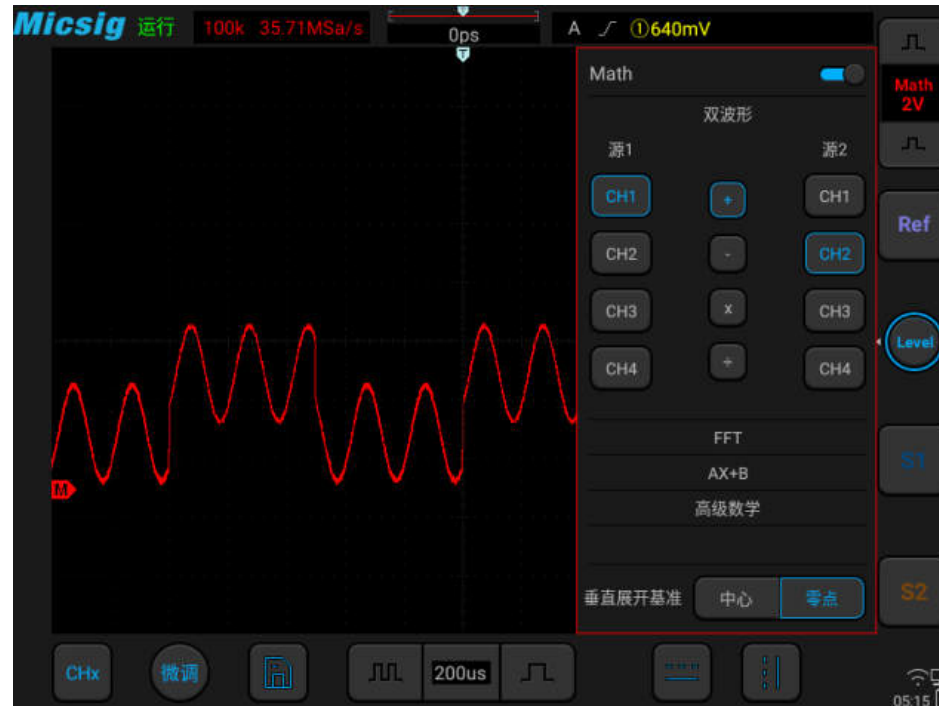 Micsig 运行 100k 35.71MSa/s 0ps A ①640mV
T
Math
Math
2V
双波形
源1 源2
CH1 + CH1
Ref
CH2 - CH2
CH3 x CH3
Level
CH4 ÷ CH4
FFT
S1
AX+B
M
高级数学
垂直展开基准 中心 零点
S2
CHx 微调 200us
05:15